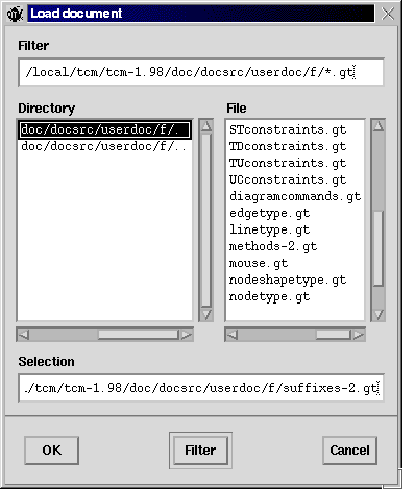 Load document
Filter
/local/tcm/tcm-1.98/doc/docsrc/userdoc/f/*.gt
Directory
doc/docsrc/userdoc/f/.
doc/docsrc/userdoc/f/..
File
STconstraints.gt
TDconstraints.gt
TUconstraints.gt
UCconstraints.gt
diagramcommands.gt
edgetype.gt
linetype.gt
methods-2.gt
mouse.gt
nodeshapetype.gt
nodetype.gt
Selection
./tcm/tcm-1.98/doc/docsrc/userdoc/f/suffixes-2.gt
OK
Filter
Cancel